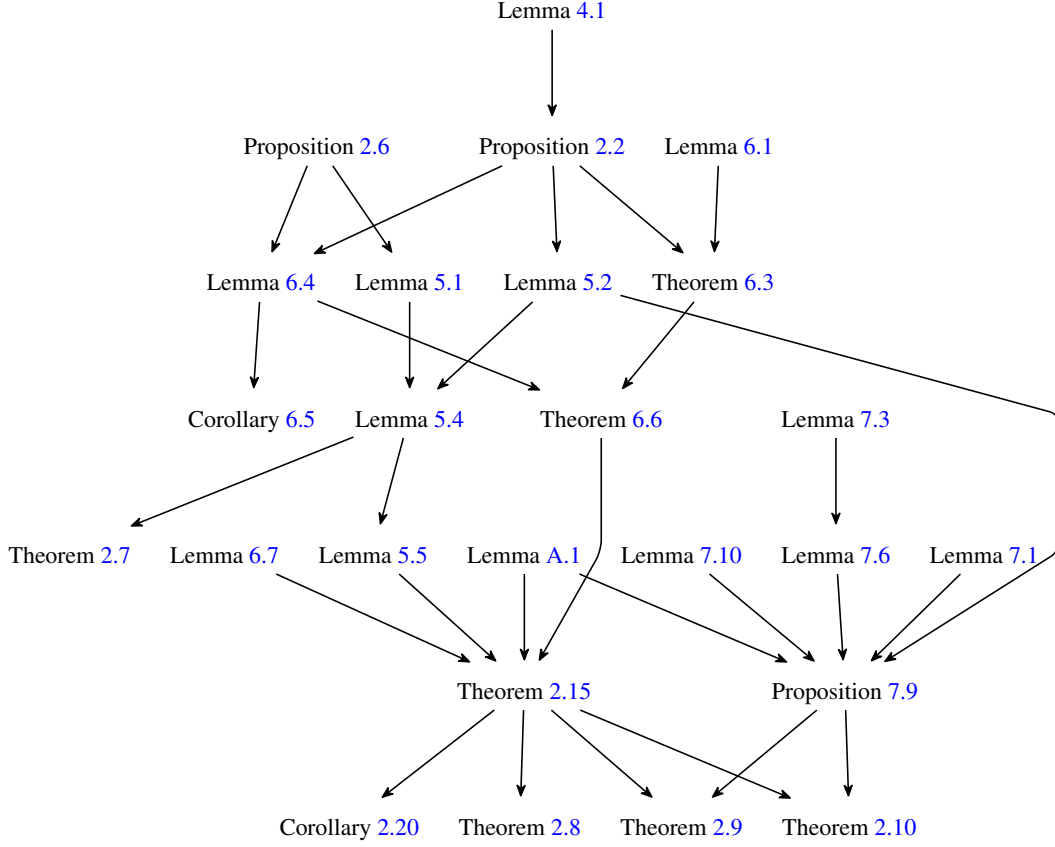 Lemma 4.1
Proposition 2.6 Proposition 2.2 Lemma 6.1
Lemma 6.4 Lemma 5.1 Lemma 5.2 Theorem 6.3
Corollary 6.5 Lemma 5.4 Theorem 6.6 Lemma 7.3
Theorem 2.7 Lemma 6.7 Lemma 5.5 Lemma A.1 Lemma 7.10 Lemma 7.6 Lemma 7.1
Theorem 2.15 Proposition 7.9
Corollary 2.20 Theorem 2.8 Theorem 2.9 Theorem 2.10